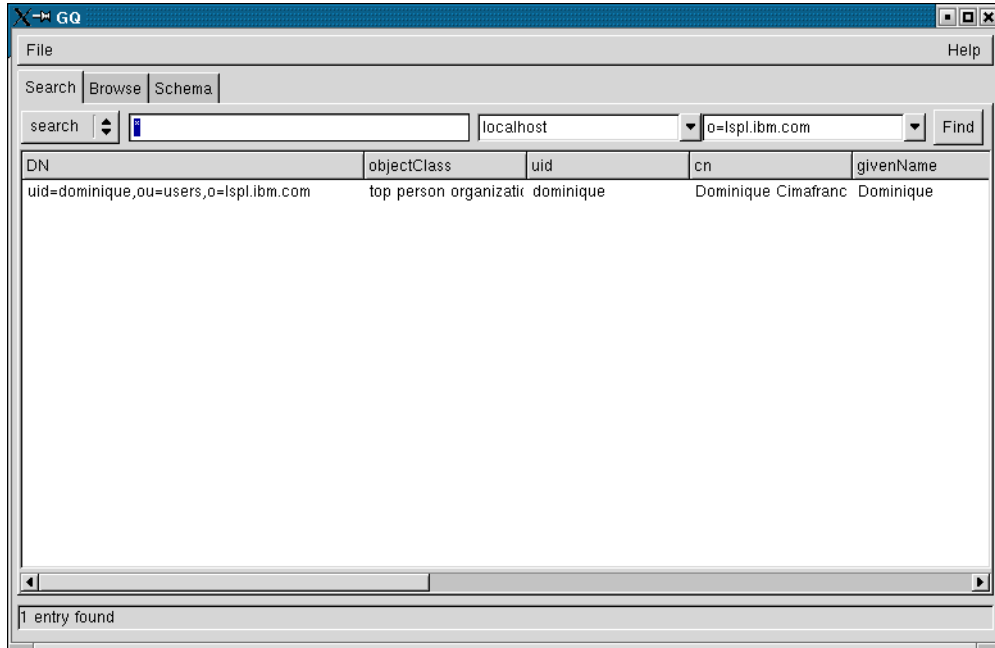 GQ
File Help
Search Browse Schema
search * localhost o=lspl.ibm.com Find
DN objectClass uid cn givenName
uid=dominique,ou=users,o=lspl.ibm.com top person organizatic dominique Dominique Cimafranc Dominique
1 entry found